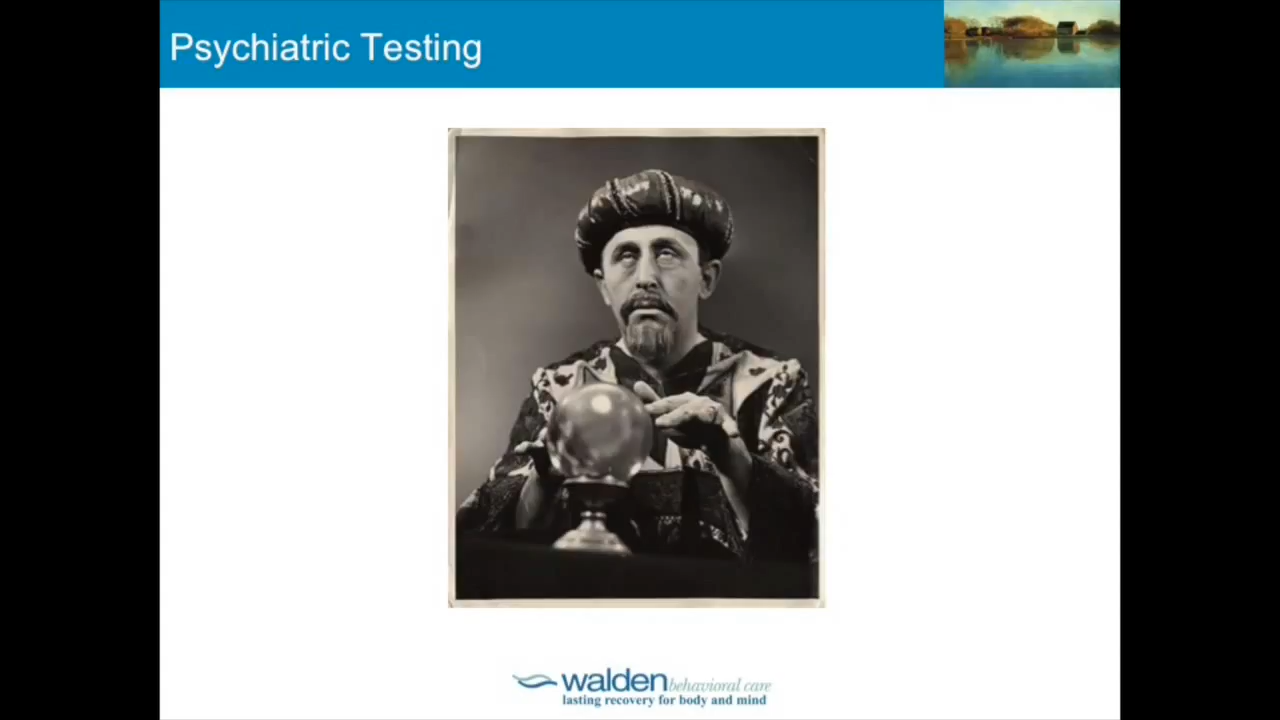 Psychiatric Testing
walden behavioral care
lasting recovery for body and mind